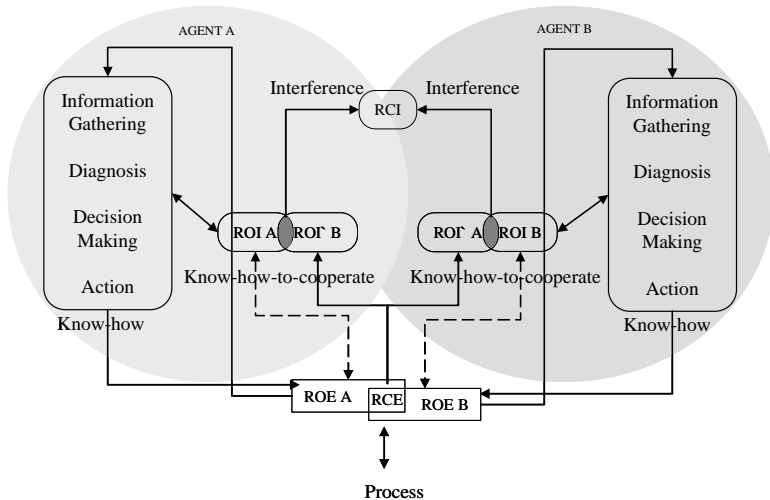 AGENT A
AGENT B
Interference
Interference
RCI
Information
Gathering
Diagnosis
Decision
Making
Action
Know-how
Information
Gathering
Diagnosis
Decision
Making
Action
Know-how
ROI A
ROI` B
ROI` A
ROI B
Know-how-to-cooperate
Know-how-to-cooperate
ROE A
RCE
ROE B
Process